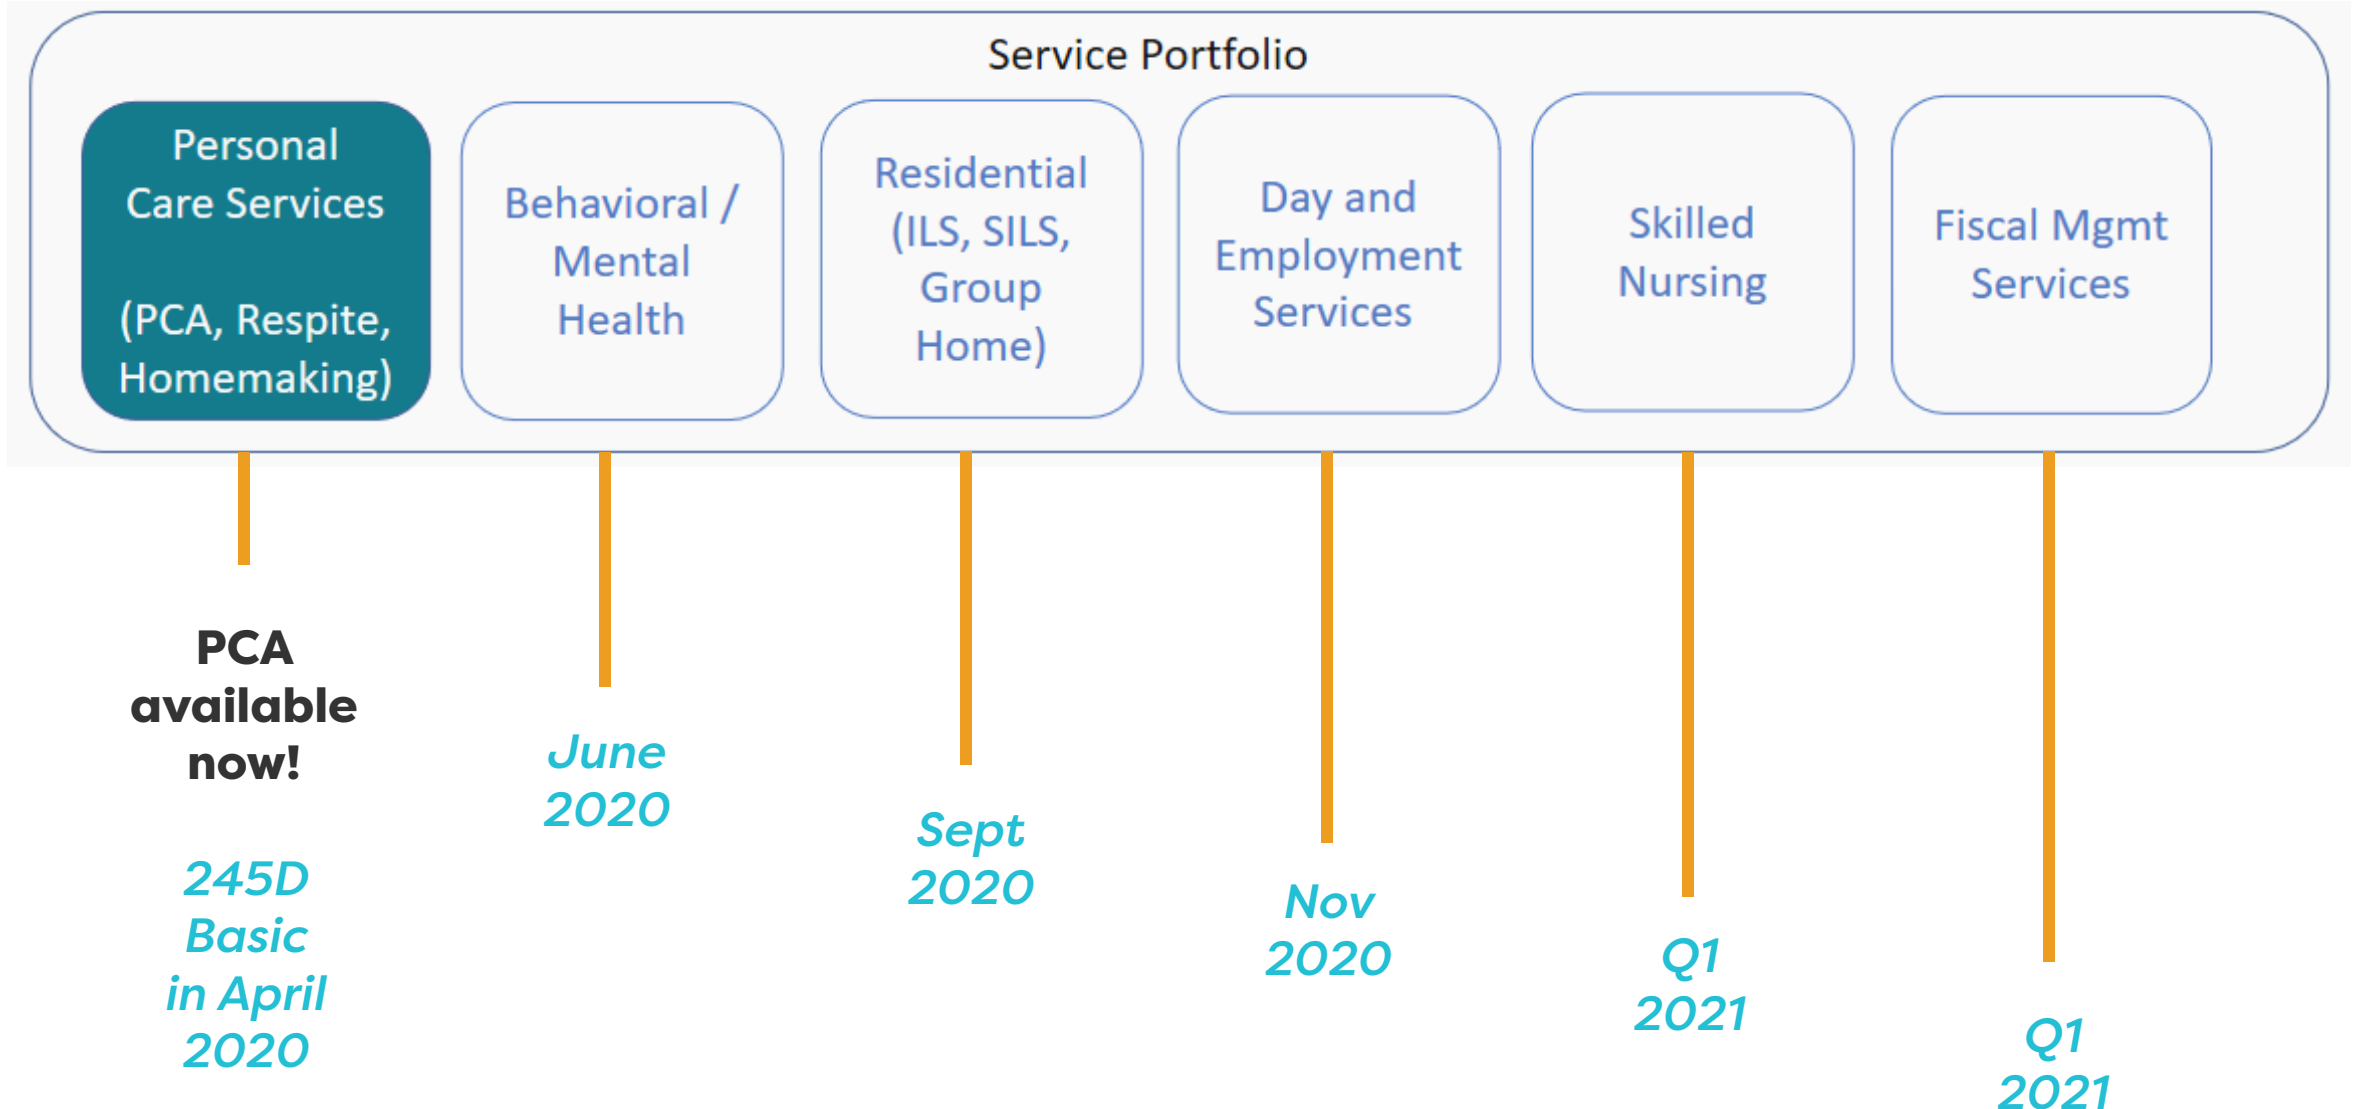 Service Portfolio
Personal
Care Services
(PCA, Respite,
Homemaking)
Behavioral /
Mental
Health
Residential
(ILS, SILS,
Group
Home)
Day and
Employment
Services
Skilled
Nursing
Fiscal Mgmt
Services
PCA
available
now!
245D
Basic
in April
2020
June
2020
Sept
2020
Nov
2020
Q1
2021
Q1
2021